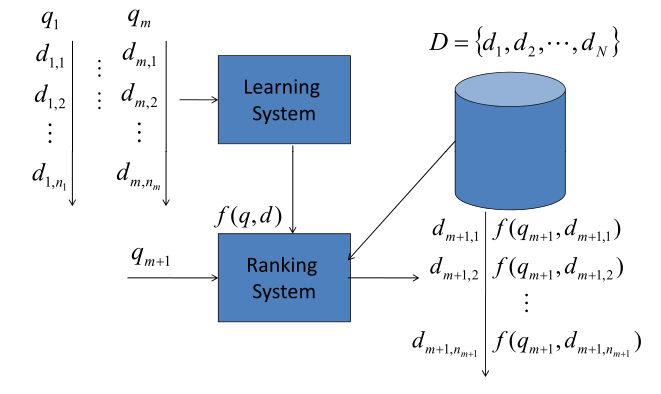 q_1 q_m
d_{1,1} ⋮ d_{m,1}
d_{1,2} ⋮ d_{m,2}
⋮ ⋮
d_{1,n_1} d_{m,n_m}
Learning
System
D = {d_1, d_2, ⋯, d_N}
f(q, d)
q_{m+1}
Ranking
System
d_{m+1,1} f(q_{m+1}, d_{m+1,1})
d_{m+1,2} f(q_{m+1}, d_{m+1,2})
⋮
d_{m+1,n_{m+1}} f(q_{m+1}, d_{m+1,n_{m+1}})